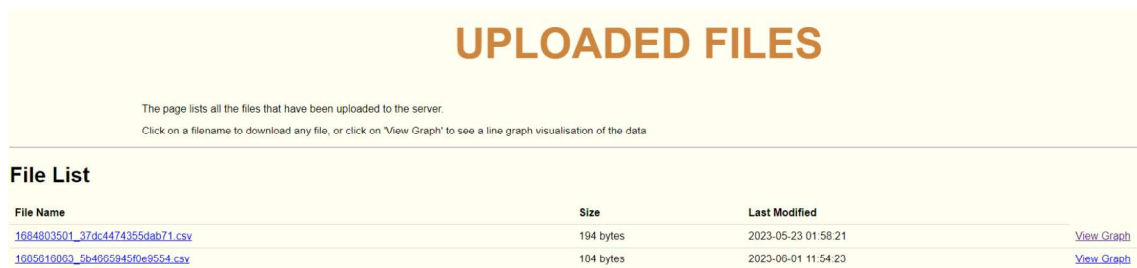 UPLOADED FILES
The page lists all the files that have been uploaded to the server.
Click on a filename to download any file, or click on 'View Graph' to see a line graph visualisation of the data
File List
File Name Size Last Modified
1684803501_37dc4474355dab71.csv 194 bytes 2023-05-23 01:58:21 View Graph
104 bytes 2023-06-01 11:54:23 View Graph